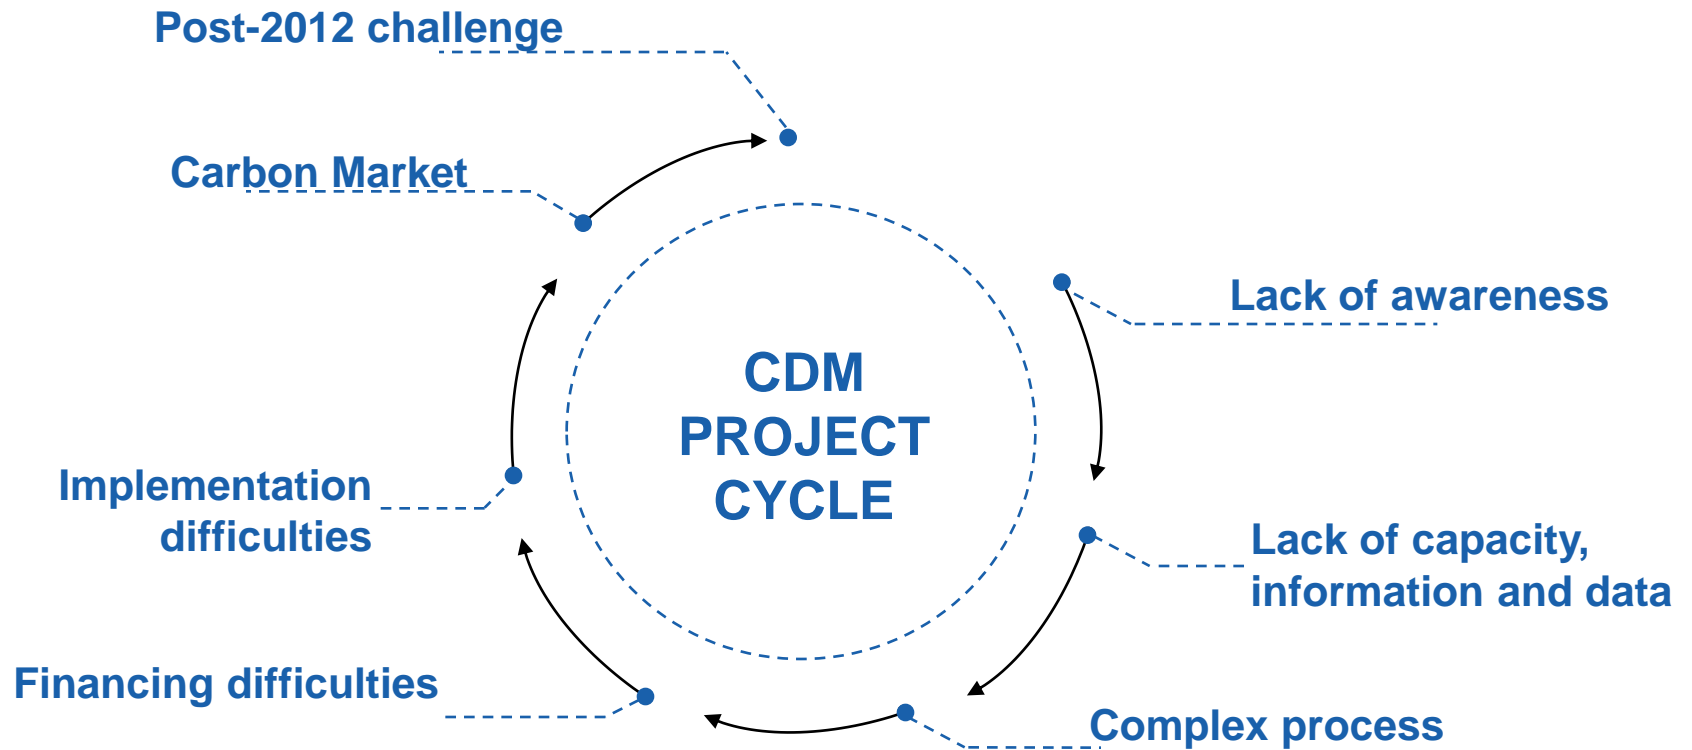 Post-2012 challenge
Carbon Market
Lack of awareness
CDM
PROJECT
CYCLE
Implementation
difficulties
Lack of capacity,
information and data
Financing difficulties
Complex process